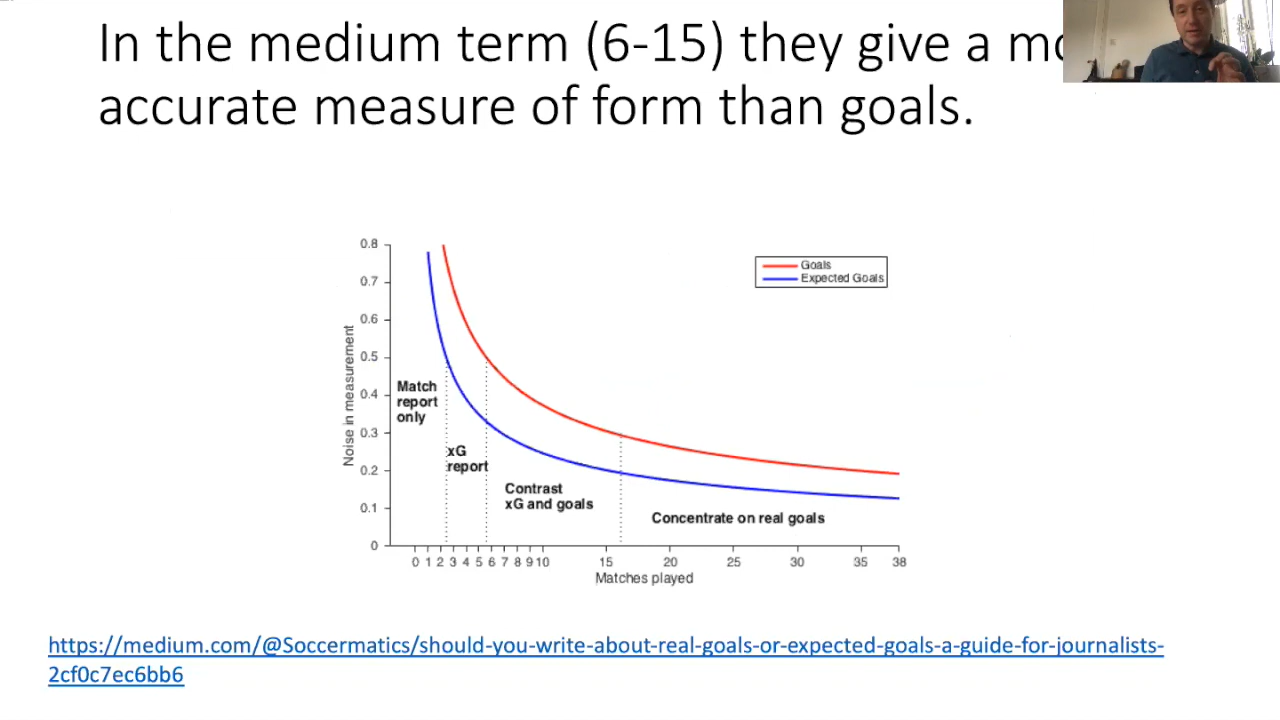 In the medium term (6-15) they give a
accurate measure of form than goals.
0.8
0.7
0.6
0.5
0.4
0.3
0.2
0.1
0
Noise in measurement
Goals
Expected Goals
Match
report
only
xG
report
Contrast
xG and goals
Concentrate on real goals
0 1 2 3 4 5 6 7 8 9 10 15 20 25 30 35 38
Matches played
https://medium.com/@Soccermatics/should-you-write-about-real-goals-or-expected-goals-a-guide-for-journalists-
2cf0c7ec6bb6